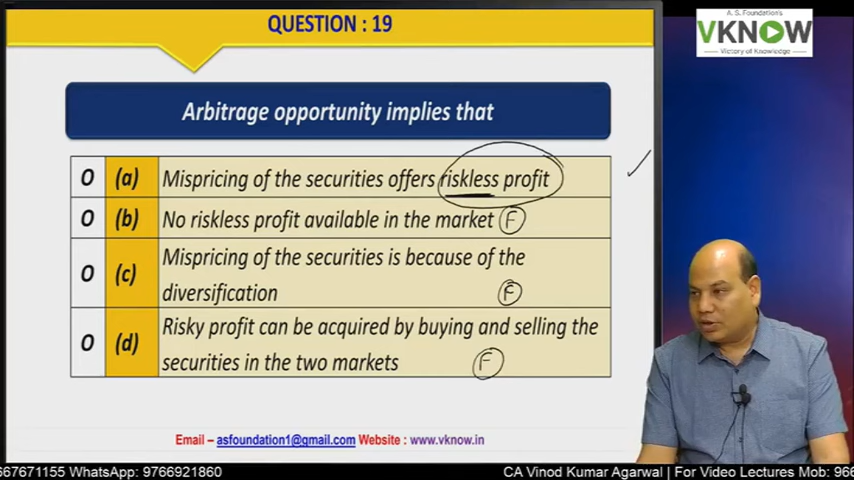 QUESTION : 19
A. S. Foundation's
VKNOW
Victory of Knowledge
Arbitrage opportunity implies that
O (a) Mispricing of the securities offers riskless profit
O (b) No riskless profit available in the market F
O (c) Mispricing of the securities is because of the
diversification F
O (d) Risky profit can be acquired by buying and selling the
securities in the two markets F
Email – asfoundation1@gmail.com Website : www.vknow.in
667671155 WhatsApp: 9766921860
CA Vinod Kumar Agarwal | For Video Lectures Mob: 966